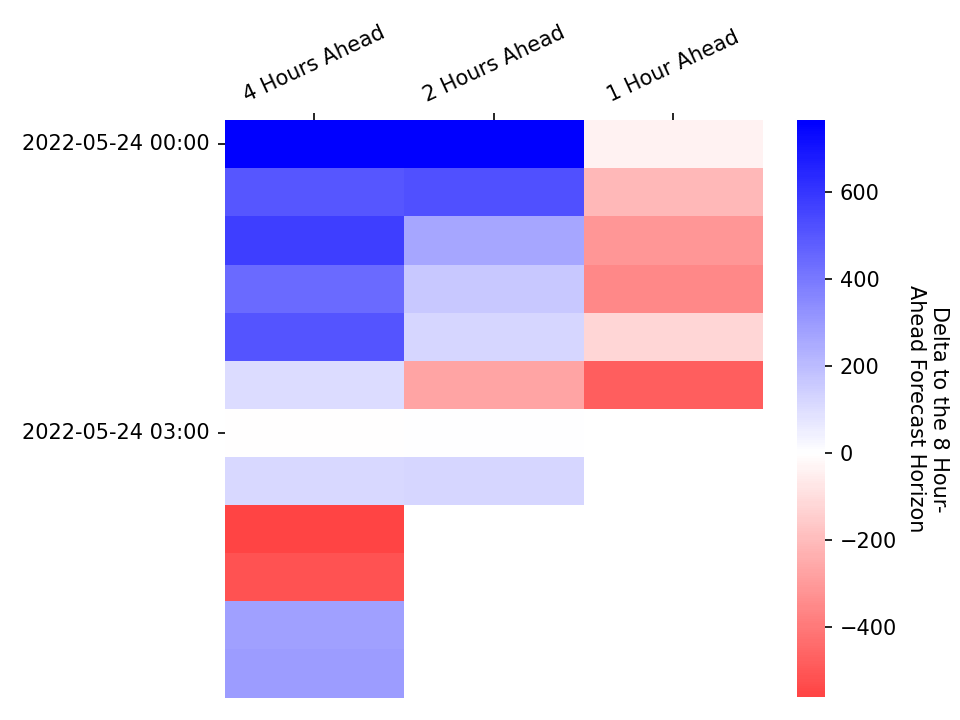 4 Hours Ahead
2 Hours Ahead
1 Hour Ahead
2022-05-24 00:00
2022-05-24 03:00
600
400
200
0
−200
−400
Delta to the 8 Hour-
Ahead Forecast Horizon